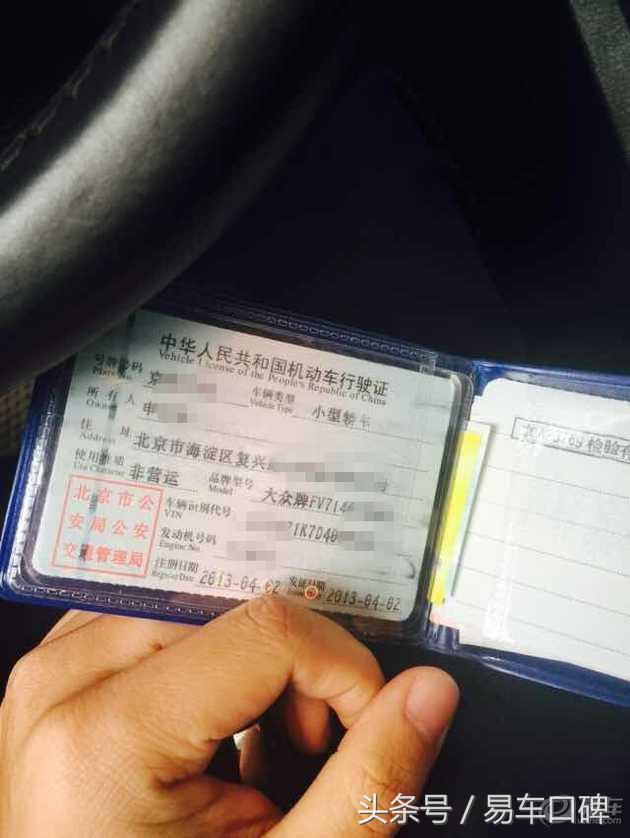 中华人民共和国机动车行驶证
Vehicle License of the People's Republic of China
号牌号码 京 车辆类型 小型轿车
Plate No. Vehicle Type
所有人 申
Owner
住址 北京市海淀区复兴
Address
使用性质 非营运 品牌型号 大众牌FV714
Use Character Model
北京市公
安局公安
交通管理局
车辆识别代号 71K7D40
VIN
发动机号码
Engine No.
注册日期 2013-04-02 发证日期 2013-04-02
Register Date
检验
头条号 / 易车口碑